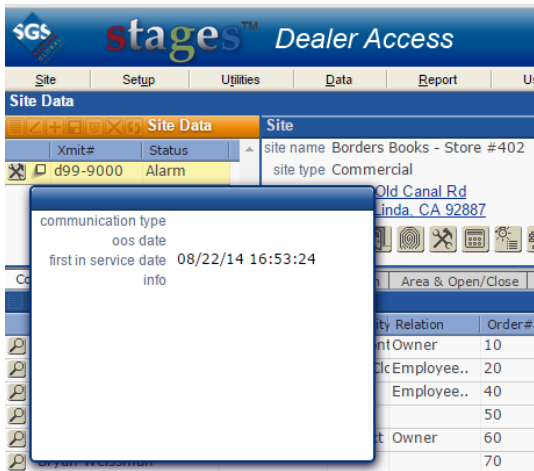 SGS stages™ Dealer Access
Site Setup Utilities Data Report
Site Data
Site Data Site
Xmit# Status site name Borders Books - Store #402
d99-9000 Alarm site type Commercial
Old Canal Rd
Linda, CA 92887
communication type
oos date
first in service date 08/22/14 16:53:24
info
Area & Open/Close
Relation Order#
Owner 10
Employee.. 20
Employee.. 40
50
Owner 60
70